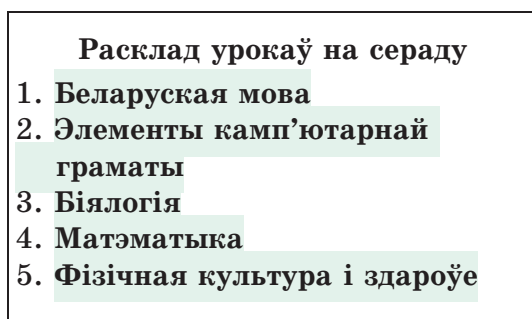 Расклад урокаў на сераду
1. Беларуская мова
2. Элементы камп’ютарнай
граматы
3. Біялогія
4. Матэматыка
5. Фізічная культура і здароўе